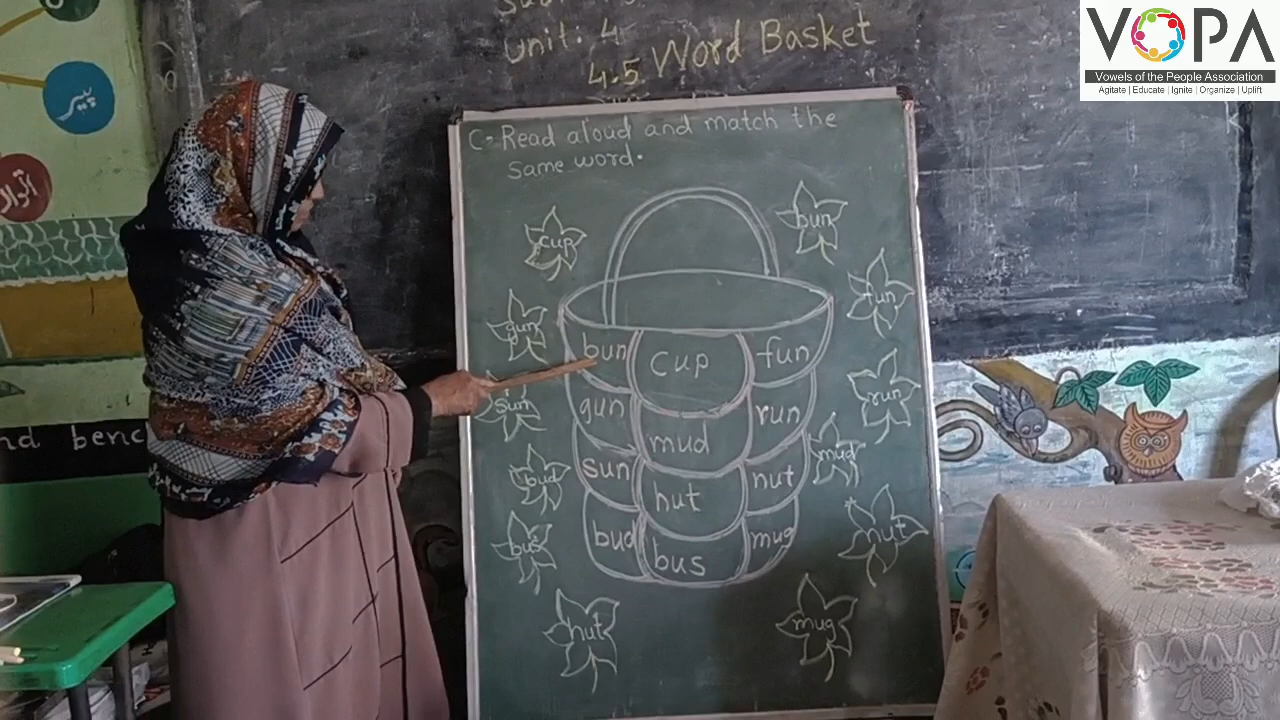 Unit: 4
4.5. Word Basket
C- Read aloud and match the
Same word.
cup
bun
gun
fun
bun
cup
fun
sun
gun
run
run
mud
mud
sun
hut
nut
bud
bud
bus
mug
bus
nut
hut
mug
nd benc
VOPA
Vowels of the People Association
Agitate | Educate | Ignite | Organize | Uplift